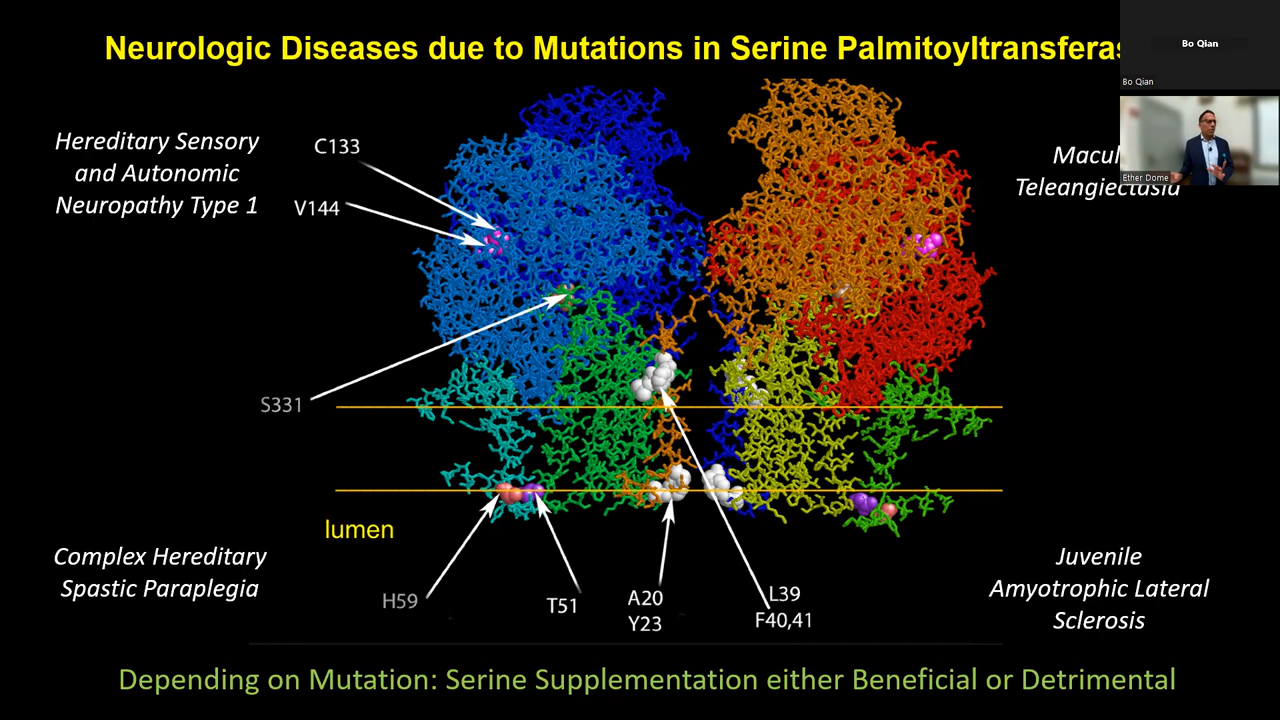 Neurologic Diseases due to Mutations in Serine
Bo Qian
Bo Qian
Ether Dome
Hereditary Sensory
and Autonomic
Neuropathy Type 1
C133
V144
Teleangiectasia
S331
lumen
Complex Hereditary
Spastic Paraplegia
H59
T51
A20
Y23
L39
F40,41
Juvenile
Amyotrophic Lateral
Sclerosis
Depending on Mutation: Serine Supplementation either Beneficial or Detrimental